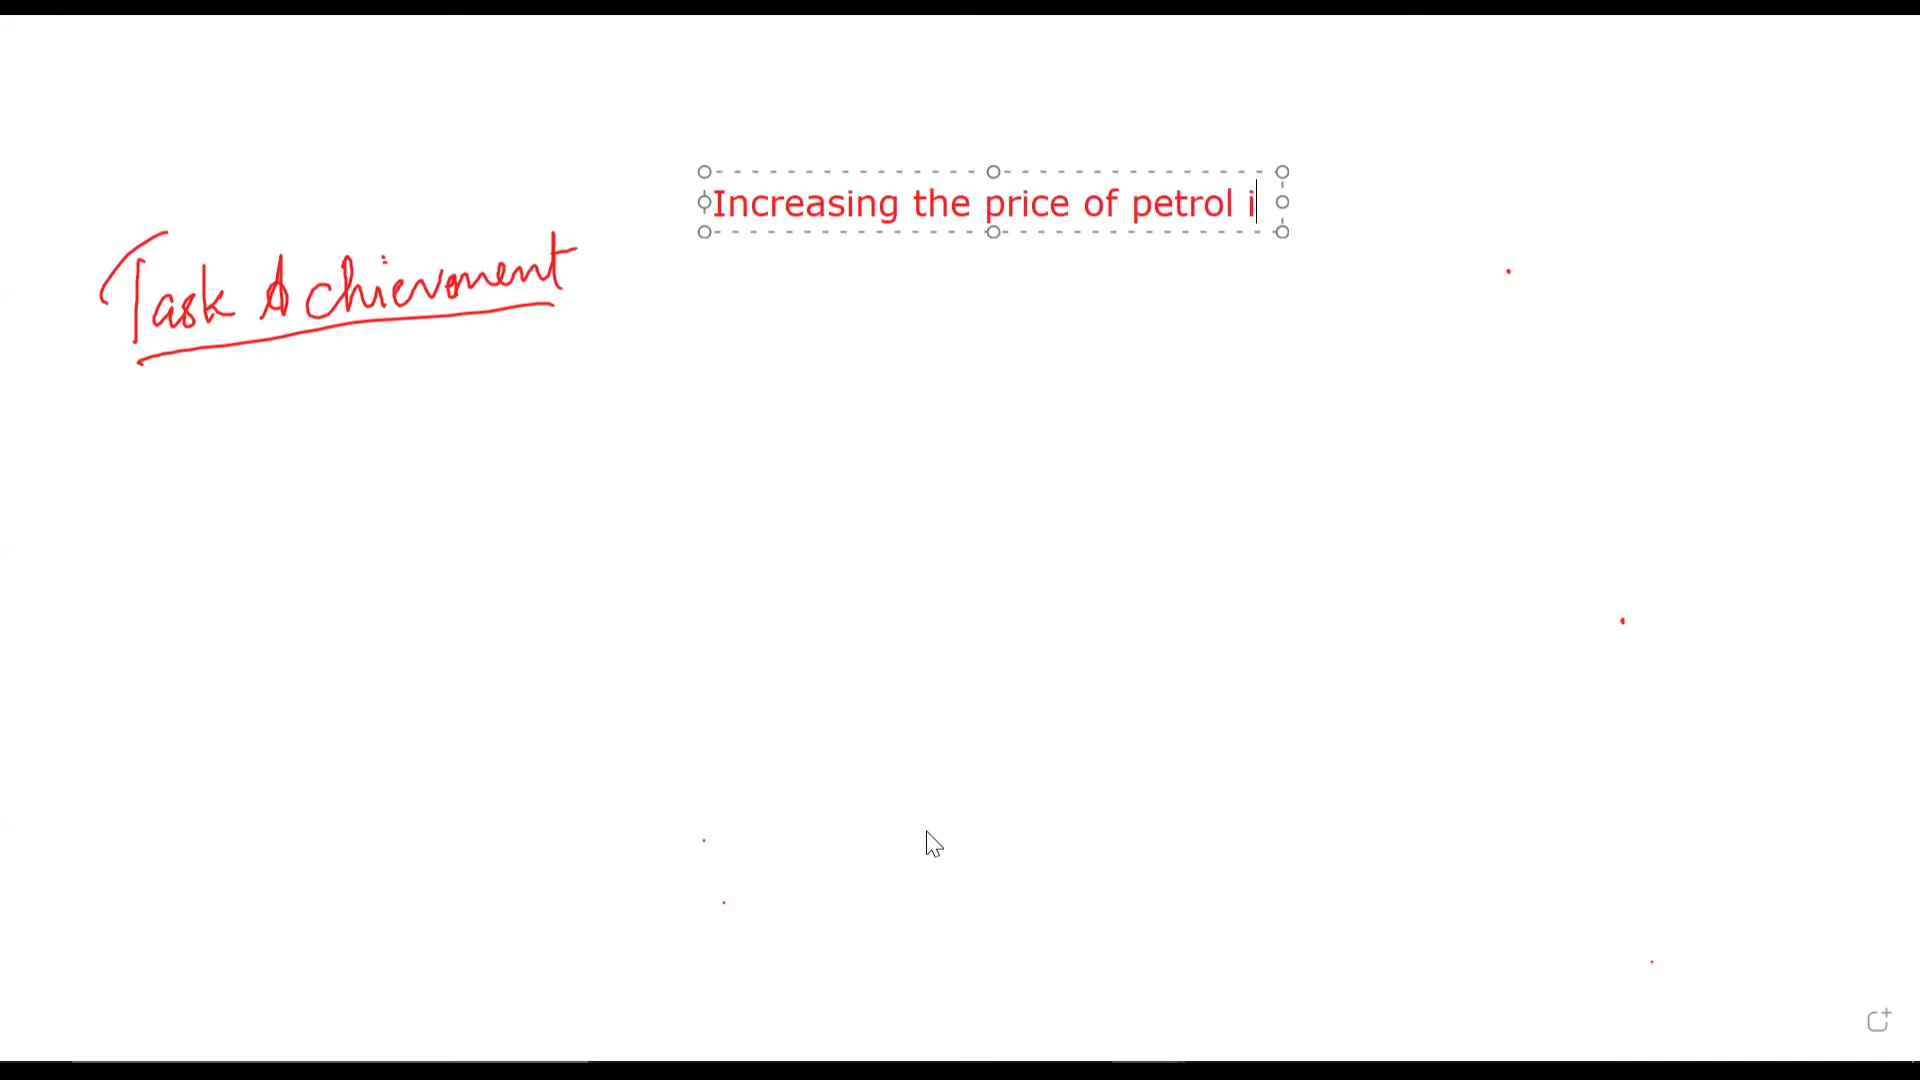 Increasing the price of petrol i
Task Achievement